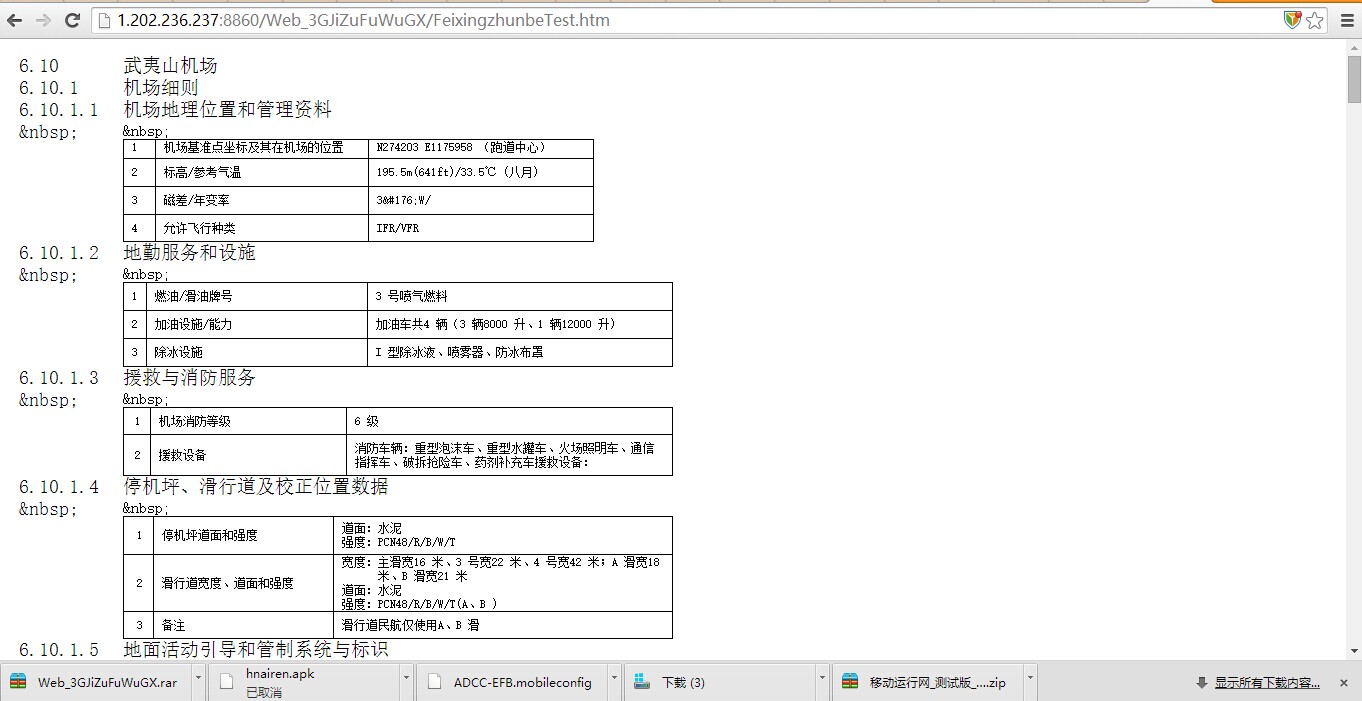 1.202.236.237:8860/Web_3GJiZuFuWuGX/FeixingzhunbeTest.htm
6.10 武夷山机场
6.10.1 机场细则
6.10.1.1 机场地理位置和管理资料
&nbsp; &nbsp;
1 机场基准点坐标及其在机场的位置 N274203 E1175958 （跑道中心）
2 标高/参考气温 195.5m(641ft)/33.5℃（八月）
3 磁差/年变率 3&#176;W/
4 允许飞行种类 IFR/VFR
6.10.1.2 地勤服务和设施
&nbsp; &nbsp;
1 燃油/滑油牌号 3 号喷气燃料
2 加油设施/能力 加油车共4 辆（3 辆8000 升、1 辆12000 升）
3 除冰设施 I 型除冰液、喷雾器、防冰布罩
6.10.1.3 援救与消防服务
&nbsp; &nbsp;
1 机场消防等级 6 级
2 援救设备 消防车辆：重型泡沫车、重型水罐车、火场照明车、通信
指挥车、破拆抢险车、药剂补充车援救设备：
6.10.1.4 停机坪、滑行道及校正位置数据
&nbsp; &nbsp;
1 停机坪道面和强度 道面：水泥
强度：PCN48/R/B/W/T
2 滑行道宽度、道面和强度 宽度：主滑宽16 米、3 号宽22 米、4 号宽42 米；A 滑宽18
米、B 滑宽21 米
道面：水泥
强度：PCN48/R/B/W/T(A、B )
3 备注 滑行道民航仅使用A、B 滑
6.10.1.5 地面活动引导和管制系统与标识
Web_3GJiZuFuWuGX.rar
hnairen.apk
已取消
ADCC-EFB.mobileconfig
下载 (3)
移动运行网_测试版_....zip
显示所有下载内容...